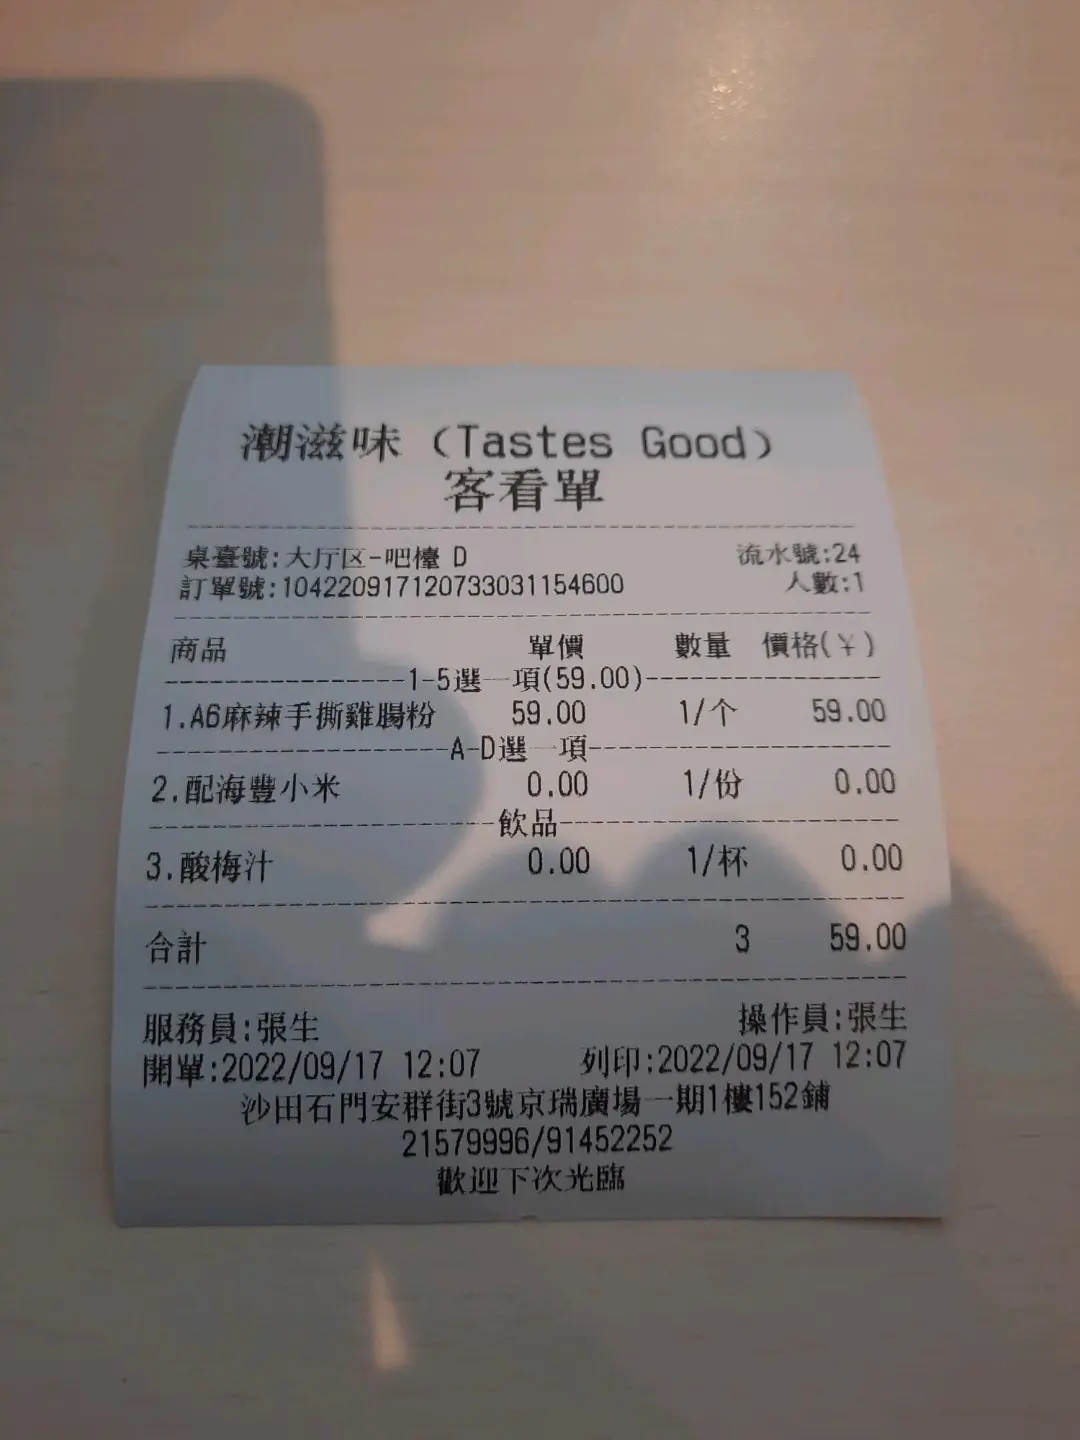 潮滋味（Tastes Good）
客看單
桌臺號:大厅区-吧檯 D 流水號:24
訂單號:104220917120733031154600 人數:1
商品 單價 數量 價格(￥)
1-5選一項(59.00)
1.A6麻辣手撕雞腸粉 59.00 1/个 59.00
A-D選一項
2.配海豐小米 0.00 1/份 0.00
飲品
3.酸梅汁 0.00 1/杯 0.00
合計 3 59.00
服務員:張生 操作員:張生
開單:2022/09/17 12:07 列印:2022/09/17 12:07
沙田石門安群街3號京瑞廣場一期1樓152鋪
21579996/91452252
歡迎下次光臨